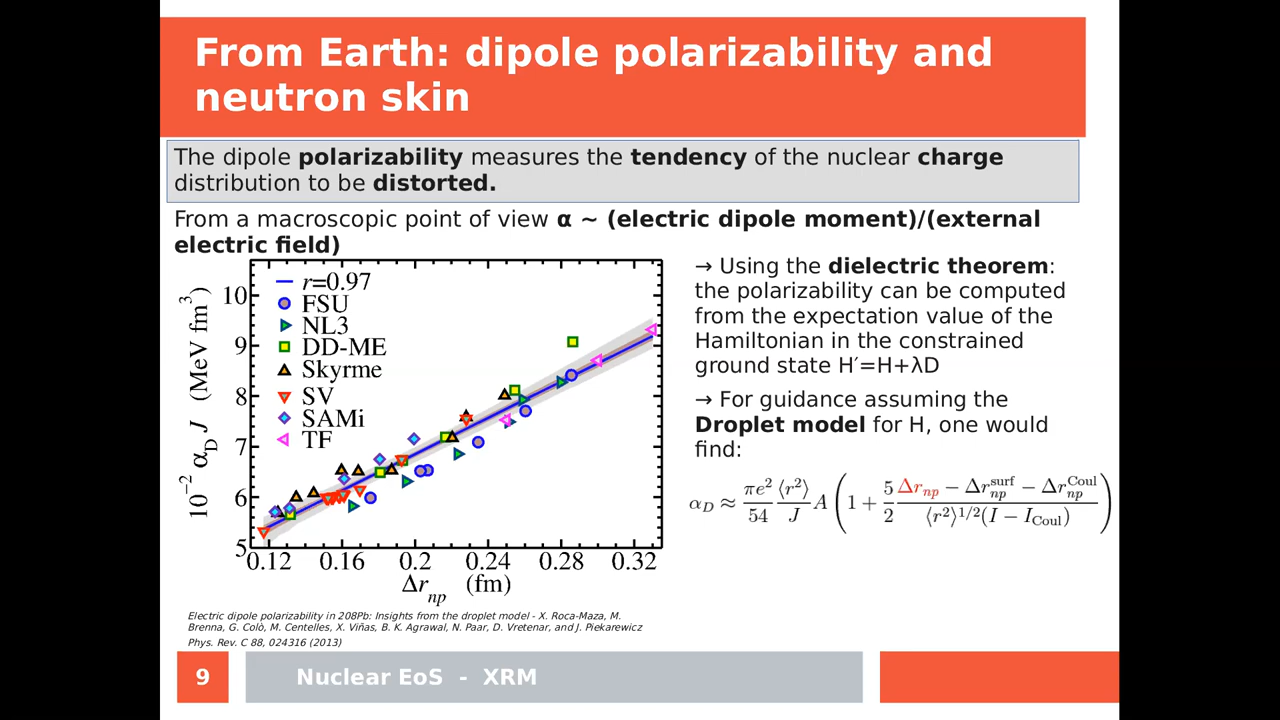 From Earth: dipole polarizability and
neutron skin
The dipole polarizability measures the tendency of the nuclear charge
distribution to be distorted.
From a macroscopic point of view α ~ (electric dipole moment)/(external
electric field)
r=0.97
FSU
NL3
DD-ME
Skyrme
SV
SAMi
TF
10
9
8
7
6
5
10⁻² α_D J (MeV fm³)
0.12 0.16 0.2 0.24 0.28 0.32
Δr_np (fm)
→ Using the dielectric theorem:
the polarizability can be computed
from the expectation value of the
Hamiltonian in the constrained
ground state H′=H+λD
→ For guidance assuming the
Droplet model for H, one would
find:
α_D ≈ πe²/54 ⟨r²⟩/J A (1 + 5/2 (Δr_np − Δr_np^surf − Δr_np^Coul)/(⟨r²⟩^1/2 (I − I_Coul)))
Electric dipole polarizability in 208Pb: Insights from the droplet model - X. Roca-Maza, M.
Brenna, G. Colò, M. Centelles, X. Viñas, B. K. Agrawal, N. Paar, D. Vretenar, and J. Piekarewicz
Phys. Rev. C 88, 024316 (2013)
9
Nuclear EoS - XRM